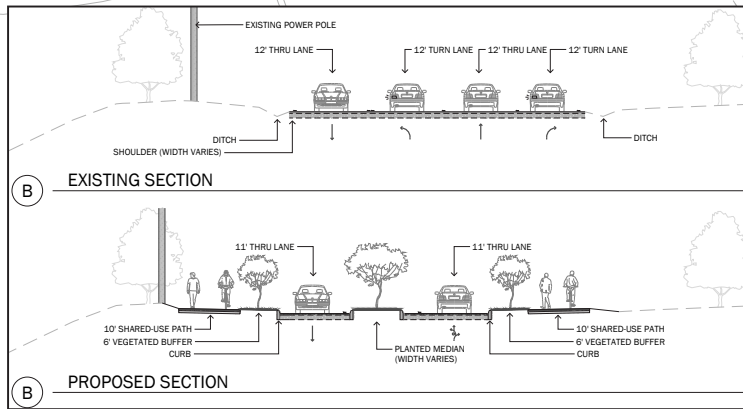 EXISTING POWER POLE
12' THRU LANE
12' TURN LANE
12' THRU LANE
12' TURN LANE
DITCH
SHOULDER (WIDTH VARIES)
DITCH
B
EXISTING SECTION
11' THRU LANE
11' THRU LANE
10' SHARED-USE PATH
6' VEGETATED BUFFER
CURB
PLANTED MEDIAN
(WIDTH VARIES)
10' SHARED-USE PATH
6' VEGETATED BUFFER
CURB
B
PROPOSED SECTION